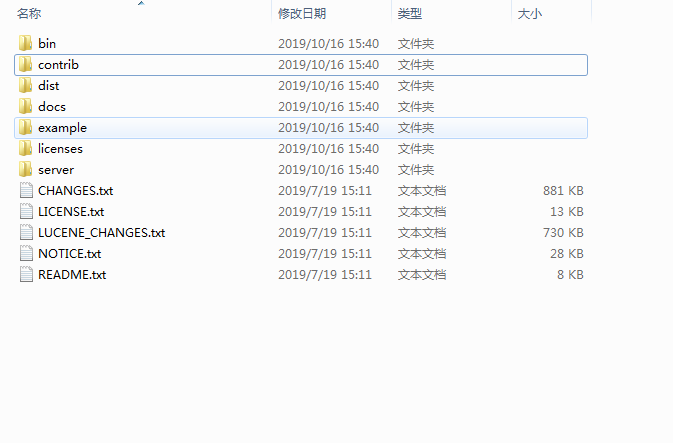 名称 修改日期 类型 大小
bin 2019/10/16 15:40 文件夹
contrib 2019/10/16 15:40 文件夹
dist 2019/10/16 15:40 文件夹
docs 2019/10/16 15:40 文件夹
example 2019/10/16 15:40 文件夹
licenses 2019/10/16 15:40 文件夹
server 2019/10/16 15:40 文件夹
CHANGES.txt 2019/7/19 15:11 文本文档 881 KB
LICENSE.txt 2019/7/19 15:11 文本文档 13 KB
LUCENE_CHANGES.txt 2019/7/19 15:11 文本文档 730 KB
NOTICE.txt 2019/7/19 15:11 文本文档 28 KB
README.txt 2019/7/19 15:11 文本文档 8 KB